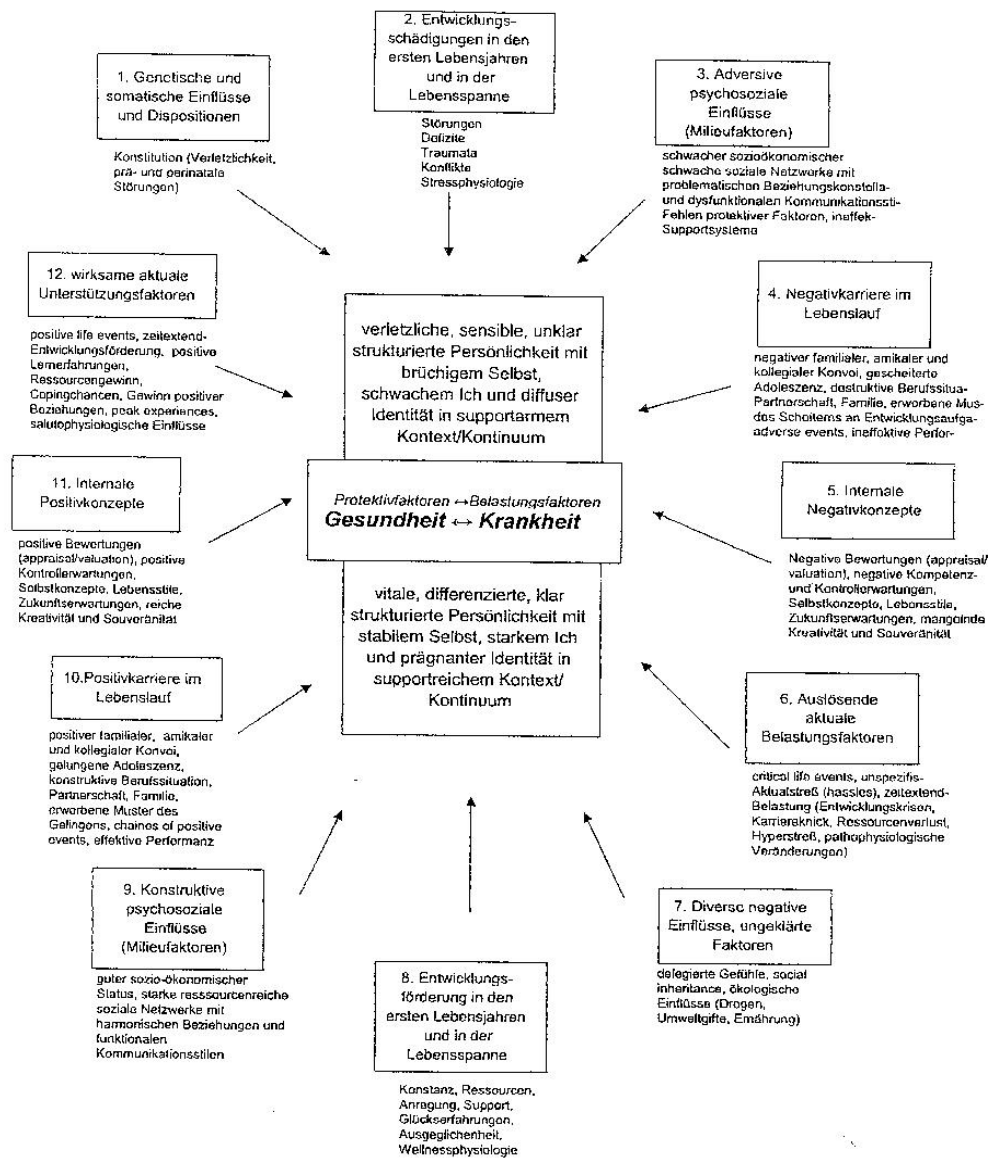 1. Genetische und
somatische Einflüsse
und Dispositionen
Konstitution (Verletzlichkeit,
prä- und perinatale
Störungen)
2. Entwicklungs-
schädigungen in den
ersten Lebensjahren
und in der
Lebensspanne
Störungen
Defizite
Traumata
Konflikte
Stressphysiologie
3. Adversive
psychosoziale
Einflüsse
(Milieufaktoren)
schwacher sozioökonomischer
schwache soziale Netzwerke mit
problematischen Beziehungskonstella-
und dysfunktionalen Kommunikationssti-
Fehlen protektiver Faktoren, ineffek-
Supportsysteme
4. Negativkarriere im
Lebenslauf
negativer familialer, amikaler und
kollegialer Konvoi, gescheiterte
Adoleszenz, destruktive Berufssitua-
Partnerschaft, Familie, erworbene Mus-
des Scheiterns an Entwicklungsaufga-
adverse events, ineffektive Perfor-
5. Internale
Negativkonzepte
Negative Bewertungen (appraisal/
valuation), negative Kompetenz-
und Kontrollerwartungen,
Selbstkonzepte, Lebensstile,
Zukunftserwartungen, mangelnde
Kreativität und Souveränität
6. Auslösende
aktuale
Belastungsfaktoren
critical life events, unspezifis-
Aktualstreß (hassles), zeitextend-
Belastung (Entwicklungskrisen,
Karriereknick, Ressourcenverlust,
Hyperstreß, pathophysiologische
Veränderungen)
7. Diverse negative
Einflüsse, ungeklärte
Faktoren
delegierte Gefühle, social
inheritance, ökologische
Einflüsse (Drogen,
Umweltgifte, Ernährung)
8. Entwicklungs-
förderung in den
ersten Lebensjahren
und in der
Lebensspanne
Konstanz, Ressourcen,
Anregung, Support,
Glückserfahrungen,
Ausgeglichenheit,
Wellnessphysiologie
9. Konstruktive
psychosoziale
Einflüsse
(Milieufaktoren)
guter sozio-ökonomischer
Status, starke resssourcenreiche
soziale Netzwerke mit
harmonischen Beziehungen und
funktionalen
Kommunikationsstilen
10.Positivkarriere im
Lebenslauf
positiver familialer, amikaler
und kollegialer Konvoi,
gelungene Adoleszenz,
konstruktive Berufssituation,
Partnerschaft, Familie,
erworbene Muster des
Gelingens, chaines of positive
events, effektive Performanz
11. Internale
Positivkonzepte
positive Bewertungen
(appraisal/valuation), positive
Kontrollerwartungen,
Selbstkonzepte, Lebensstile,
Zukunftserwartungen, reiche
Kreativität und Souveränität
12. wirksame aktuale
Unterstützungsfaktoren
positive life events, zeitextend-
Entwicklungsförderung, positive
Lernerfahrungen,
Ressourcengewinn,
Copingchancen, Gewinn positiver
Beziehungen, peak experiences,
salutophysiologische Einflüsse
verletzliche, sensible, unklar
strukturierte Persönlichkeit mit
brüchigem Selbst,
schwachem Ich und diffuser
Identität in supportarmem
Kontext/Kontinuum
Protektivfaktoren ↔ Belastungsfaktoren
Gesundheit ↔ Krankheit
vitale, differenzierte, klar
strukturierte Persönlichkeit mit
stabilem Selbst, starkem Ich
und prägnanter Identität in
supportreichem Kontext/
Kontinuum